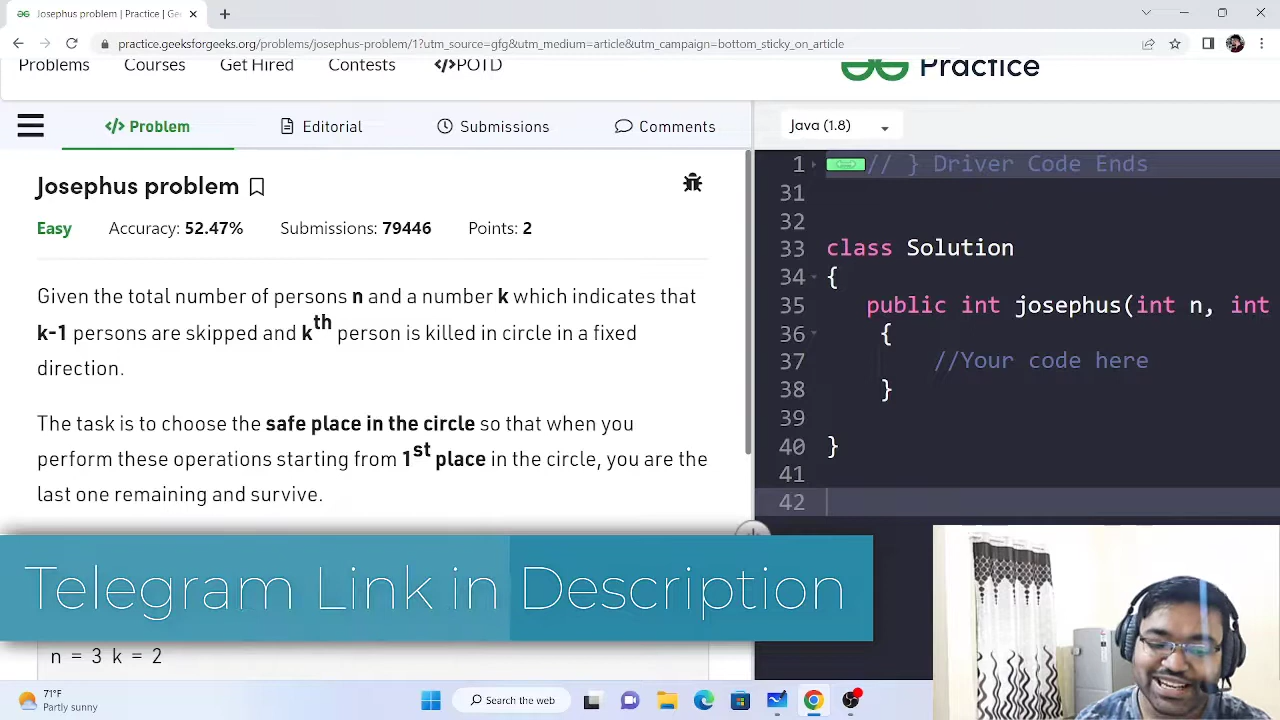 Josephus problem | Practice | G
practice.geeksforgeeks.org/problems/josephus-problem/1?utm_source=gfg&utm_medium=article&utm_campaign=bottom_sticky_on_article
Problems Courses Get Hired Contests </>POTD
Practice
</> Problem Editorial Submissions Comments
Java (1.8)
Josephus problem
Easy Accuracy: 52.47% Submissions: 79446 Points: 2
Given the total number of persons n and a number k which indicates that
k-1 persons are skipped and kth person is killed in circle in a fixed
direction.
The task is to choose the safe place in the circle so that when you
perform these operations starting from 1st place in the circle, you are the
last one remaining and survive.
n = 3 k = 2
1 // } Driver Code Ends
31
32
33 class Solution
34 {
35 public int josephus(int n, int
36 {
37 //Your code here
38 }
39
40 }
41
42
Telegram Link in Description
71°F
Partly Sunny
Search the web